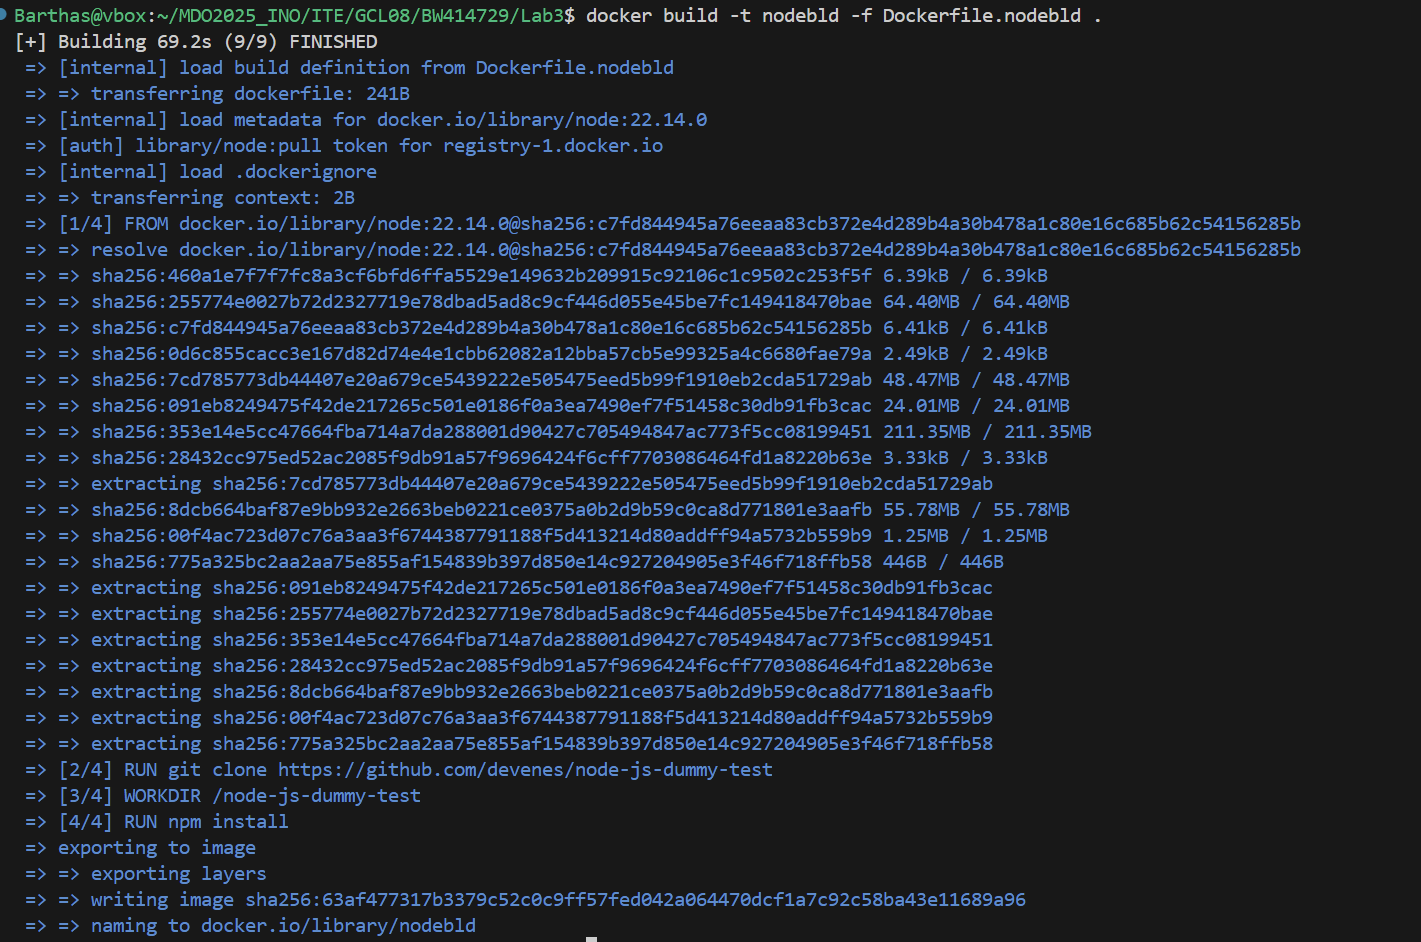 Barthas@vbox:~/MDO2025_INO/ITE/GCL08/BW414729/Lab3$ docker build -t nodebld -f Dockerfile.nodebld .
[+] Building 69.2s (9/9) FINISHED
=> [internal] load build definition from Dockerfile.nodebld
=> => transferring dockerfile: 241B
=> [internal] load metadata for docker.io/library/node:22.14.0
=> [auth] library/node:pull token for registry-1.docker.io
=> [internal] load .dockerignore
=> => transferring context: 2B
=> [1/4] FROM docker.io/library/node:22.14.0@sha256:c7fd844945a76eeaa83cb372e4d289b4a30b478a1c80e16c685b62c54156285b
=> => resolve docker.io/library/node:22.14.0@sha256:c7fd844945a76eeaa83cb372e4d289b4a30b478a1c80e16c685b62c54156285b
=> => sha256:460a1e7f7f7fc8a3cf6bfd6ffa5529e149632b209915c92106c1c9502c253f5f 6.39kB / 6.39kB
=> => sha256:255774e0027b72d2327719e78dbad5ad8c9cf446d055e45be7fc149418470bae 64.40MB / 64.40MB
=> => sha256:c7fd844945a76eeaa83cb372e4d289b4a30b478a1c80e16c685b62c54156285b 6.41kB / 6.41kB
=> => sha256:0d6c855cacc3e167d82d74e4e1cbb62082a12bba57cb5e99325a4c6680fae79a 2.49kB / 2.49kB
=> => sha256:7cd785773db44407e20a679ce5439222e505475eed5b99f1910eb2cda51729ab 48.47MB / 48.47MB
=> => sha256:091eb8249475f42de217265c501e0186f0a3ea7490ef7f51458c30db91fb3cac 24.01MB / 24.01MB
=> => sha256:353e14e5cc47664fba714a7da288001d90427c705494847ac773f5cc08199451 211.35MB / 211.35MB
=> => sha256:28432cc975ed52ac2085f9db91a57f9696424f6cff7703086464fd1a8220b63e 3.33kB / 3.33kB
=> => extracting sha256:7cd785773db44407e20a679ce5439222e505475eed5b99f1910eb2cda51729ab
=> => sha256:8dcb664baf87e9bb932e2663beb0221ce0375a0b2d9b59c0ca8d771801e3aafb 55.78MB / 55.78MB
=> => sha256:00f4ac723d07c76a3aa3f6744387791188f5d413214d80addff94a5732b559b9 1.25MB / 1.25MB
=> => sha256:775a325bc2aa2aa75e855af154839b397d850e14c927204905e3f46f718ffb58 446B / 446B
=> => extracting sha256:091eb8249475f42de217265c501e0186f0a3ea7490ef7f51458c30db91fb3cac
=> => extracting sha256:255774e0027b72d2327719e78dbad5ad8c9cf446d055e45be7fc149418470bae
=> => extracting sha256:353e14e5cc47664fba714a7da288001d90427c705494847ac773f5cc08199451
=> => extracting sha256:28432cc975ed52ac2085f9db91a57f9696424f6cff7703086464fd1a8220b63e
=> => extracting sha256:8dcb664baf87e9bb932e2663beb0221ce0375a0b2d9b59c0ca8d771801e3aafb
=> => extracting sha256:00f4ac723d07c76a3aa3f6744387791188f5d413214d80addff94a5732b559b9
=> => extracting sha256:775a325bc2aa2aa75e855af154839b397d850e14c927204905e3f46f718ffb58
=> [2/4] RUN git clone https://github.com/devenes/node-js-dummy-test
=> [3/4] WORKDIR /node-js-dummy-test
=> [4/4] RUN npm install
=> exporting to image
=> => exporting layers
=> => writing image sha256:63af477317b3379c52c0c9ff57fed042a064470dcf1a7c92c58ba43e11689a96
=> => naming to docker.io/library/nodebld